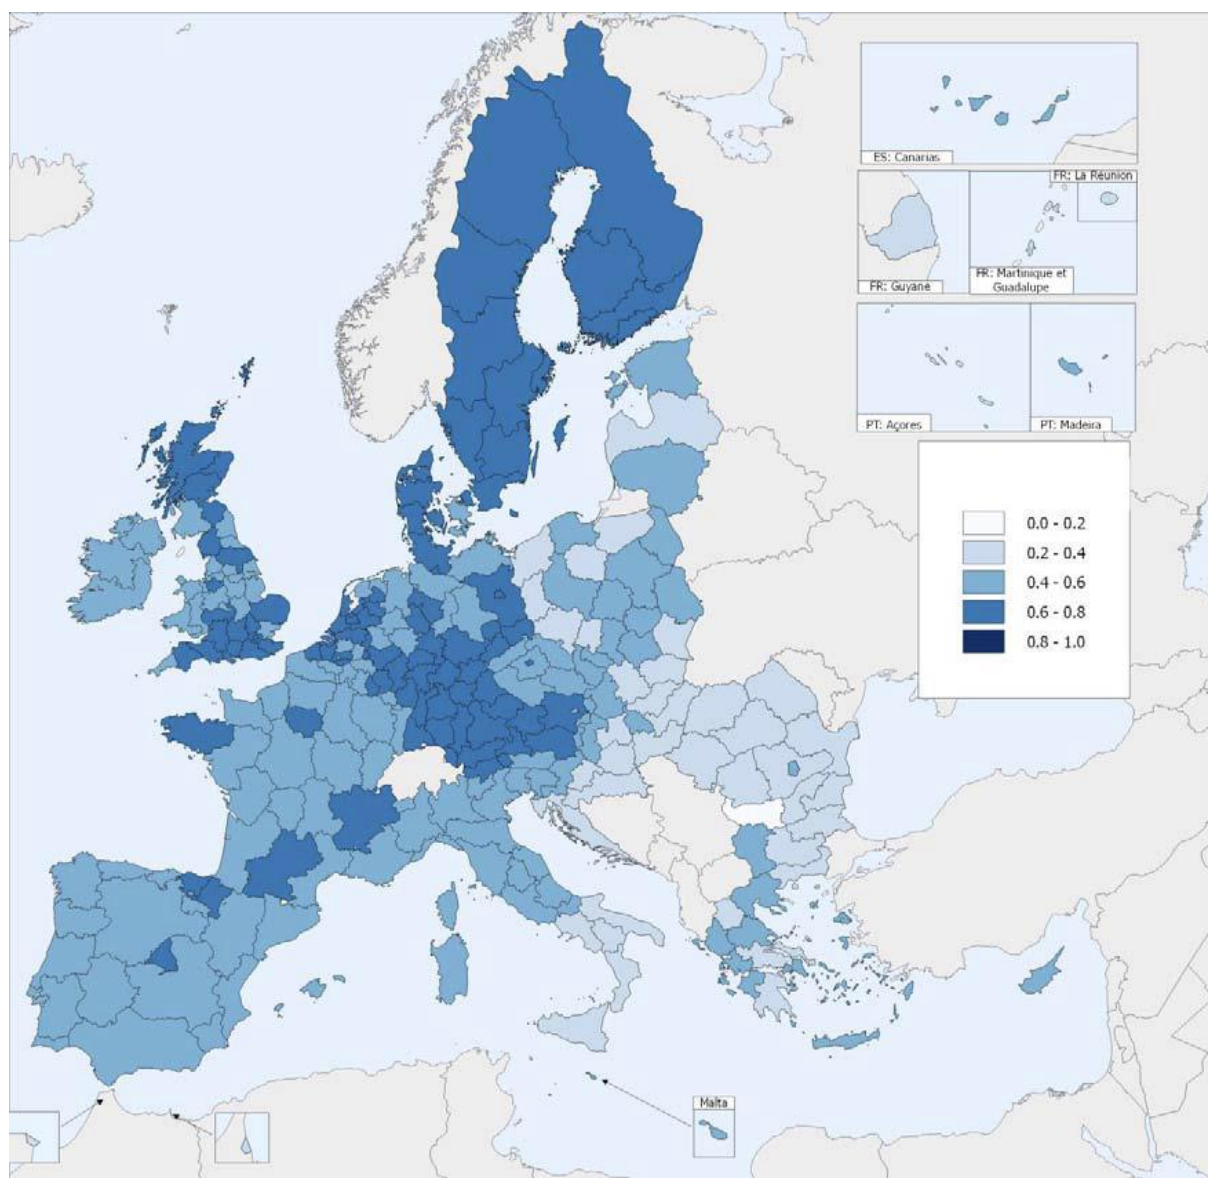 ES: Canarias
FR: La Réunion
FR: Guyane
FR: Martinique et
Guadalupe
PT: Açores
PT: Madeira
0.0 - 0.2
0.2 - 0.4
0.4 - 0.6
0.6 - 0.8
0.8 - 1.0
Malta